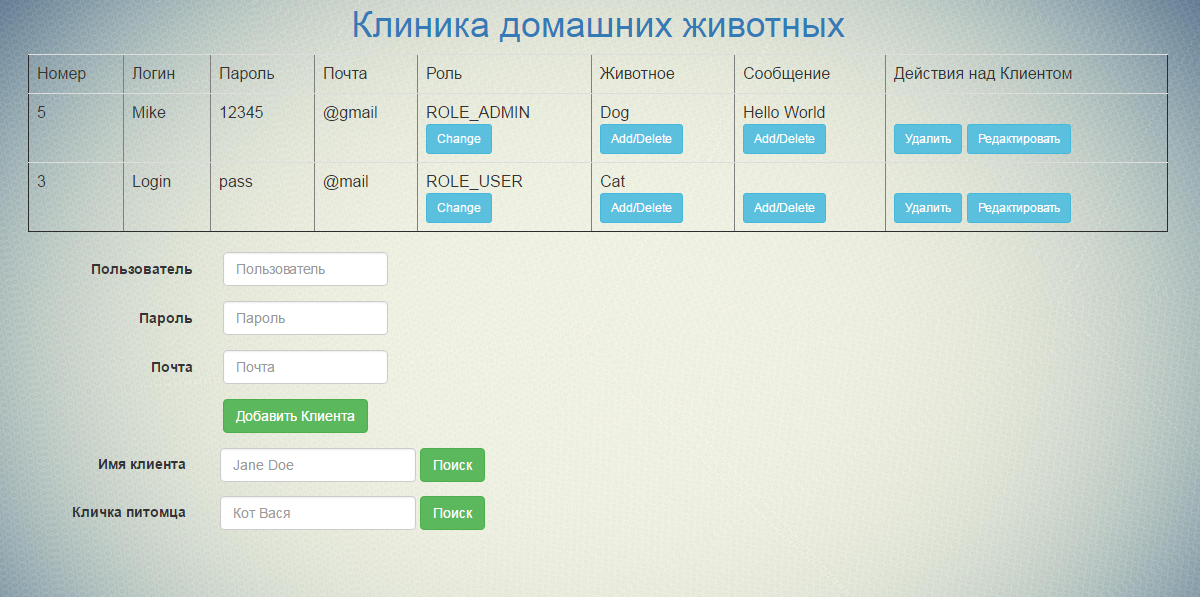 Клиника домашних животных
Номер Логин Пароль Почта Роль Животное Сообщение Действия над Клиентом
5 Mike 12345 @gmail ROLE_ADMIN Dog Hello World
Change Add/Delete Add/Delete Удалить Редактировать
3 Login pass @mail ROLE_USER Cat
Change Add/Delete Add/Delete Удалить Редактировать
Пользователь Пользователь
Пароль Пароль
Почта Почта
Добавить Клиента
Имя клиента Jane Doe Поиск
Кличка питомца Кот Вася Поиск